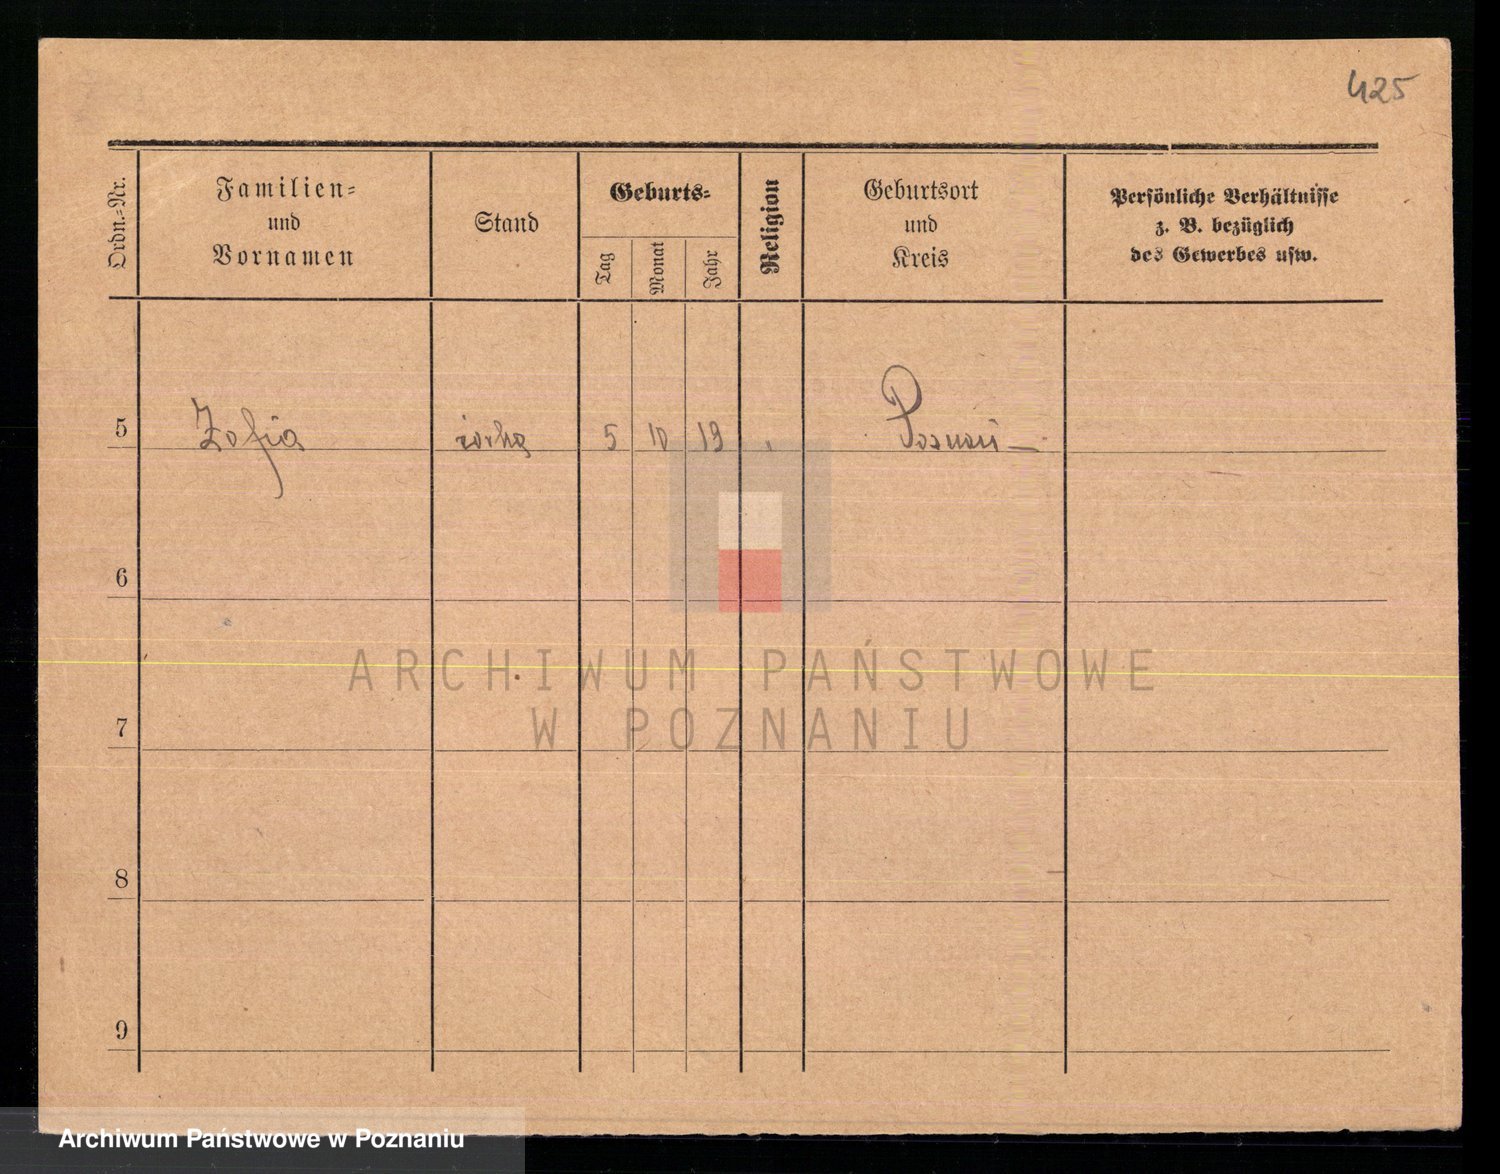 425
Ordn.-Nr.
Familien-
und
Vornamen
Stand
Geburts-
Tag
Monat
Jahr
Religion
Geburtsort
und
Kreis
Persönliche Verhältnisse
z. B. bezüglich
des Gewerbes usw.
5 Zofia 5 10 19 Poznań —
6
7
8
9
ARCHIWUM PAŃSTWOWE
W POZNANIU
Archiwum Państwowe w Poznaniu